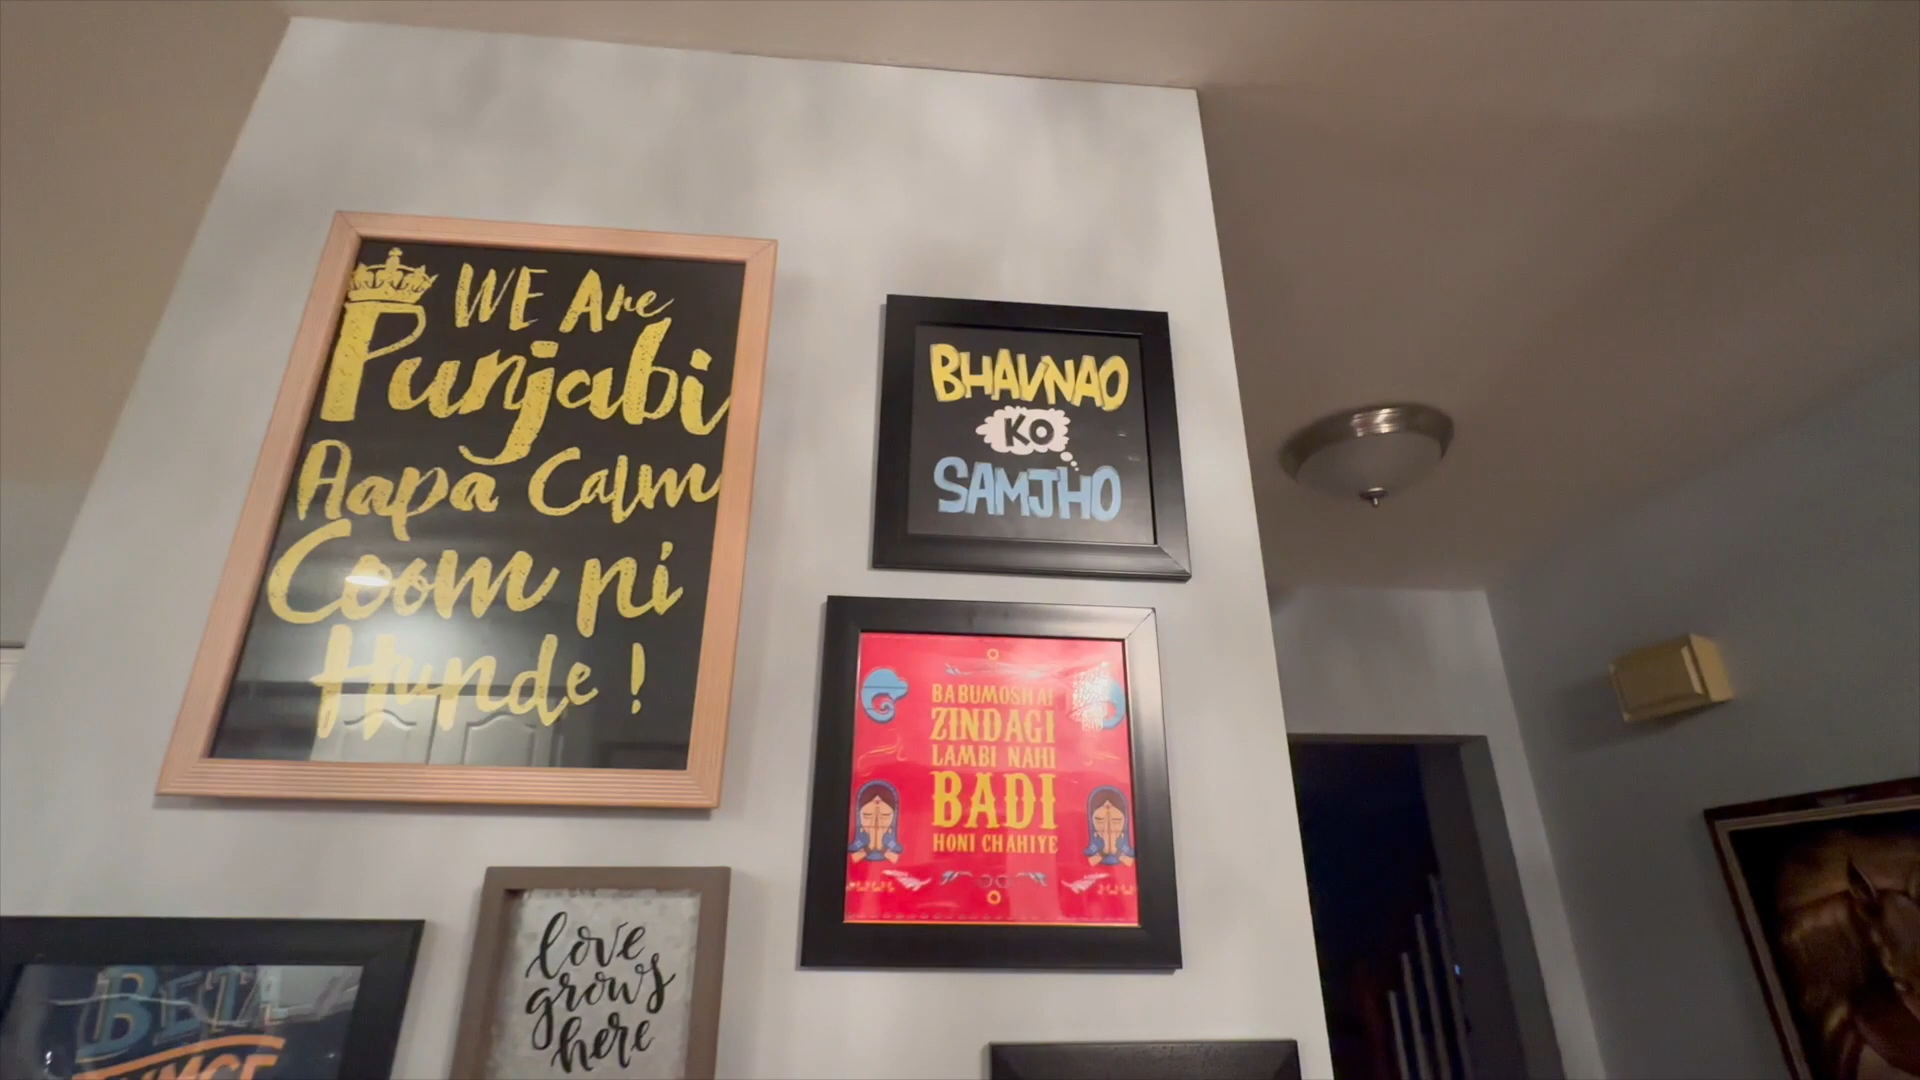 WE Are
Punjabi
Aapa Calm
Coom ni
Hunde !
BHAVNAO
KO
SAMJHO
BABUMOSHAI
ZINDAGI
LAMBI NAHI
BADI
HONI CHAHIYE
love
grows
here
BETA